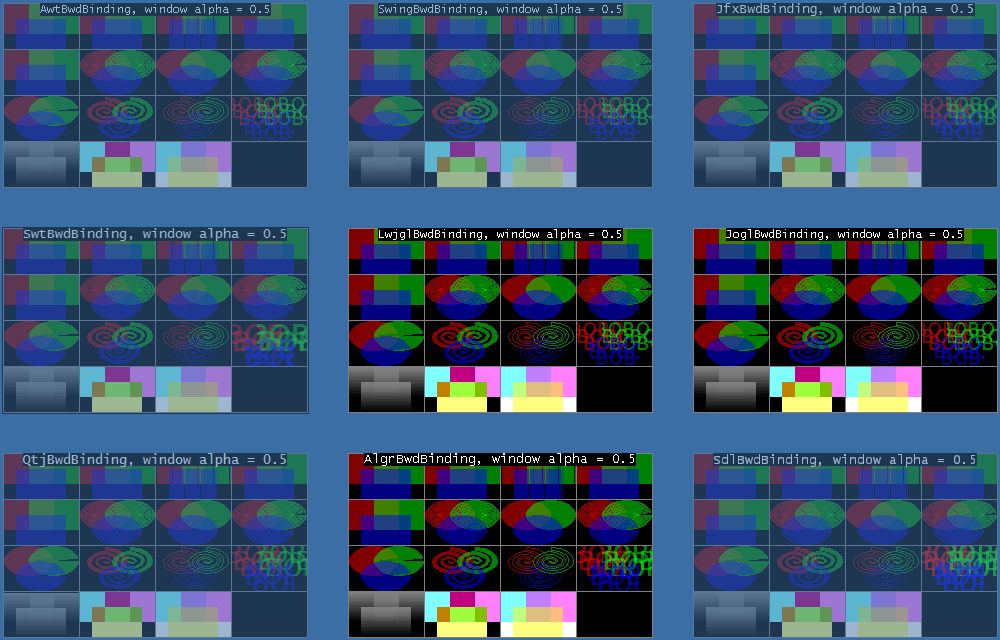 AwtBwdBinding, window alpha = 0.5
SwingBwdBinding, window alpha = 0.5
JfxBwdBinding, window alpha = 0.5
SwtBwdBinding, window alpha = 0.5
LwjglBwdBinding, window alpha = 0.5
JoglBwdBinding, window alpha = 0.5
QtjBwdBinding, window alpha = 0.5
AlgrBwdBinding, window alpha = 0.5
SdlBwdBinding, window alpha = 0.5